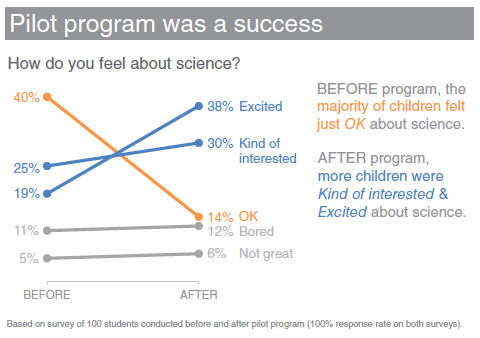 Pilot program was a success
How do you feel about science?
40%
25%
19%
11%
5%
38% Excited
30% Kind of
interested
14% OK
12% Bored
6% Not great
BEFORE
AFTER
BEFORE program, the
majority of children felt
just OK about science.
AFTER program,
more children were
Kind of interested &
Excited about science.
Based on survey of 100 students conducted before and after pilot program (100% response rate on both surveys).